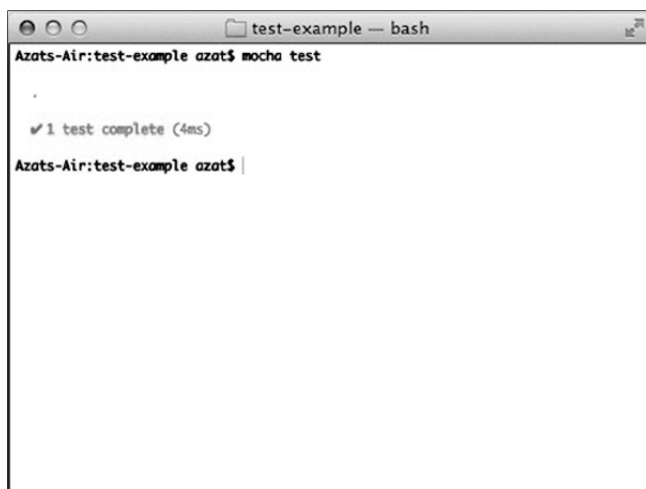 test-example — bash
Azats-Air:test-example azat$ mocha test
.
✔ 1 test complete (4ms)
Azats-Air:test-example azat$